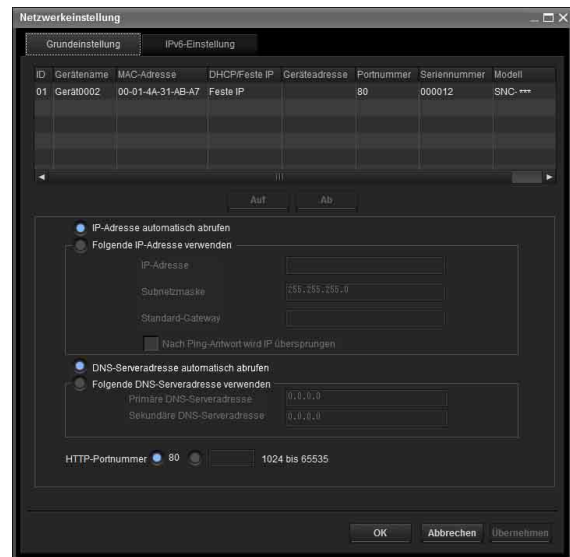 Netzwerkeinstellung
Grundeinstellung IPv6-Einstellung
ID Gerätename MAC-Adresse DHCP/Feste IP Geräteadresse Portnummer Seriennummer Modell
01 Gerät0002 00-01-4A-31-AB-A7 Feste IP 80 000012 SNC-***
Auf Ab
IP-Adresse automatisch abrufen
Folgende IP-Adresse verwenden
IP-Adresse
Subnetzmaske 255.255.255.0
Standard-Gateway
Nach Ping-Antwort wird IP übersprungen
DNS-Serveradresse automatisch abrufen
Folgende DNS-Serveradresse verwenden
Primäre DNS-Serveradresse 0.0.0.0
Sekundäre DNS-Serveradresse 0.0.0.0
HTTP-Portnummer 80 1024 bis 65535
OK Abbrechen Übernehmen